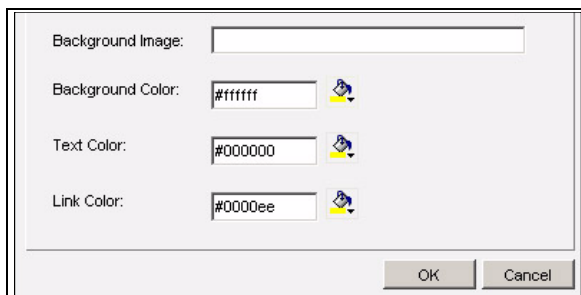 Background Image:
Background Color: #ffffff
Text Color: #000000
Link Color: #0000ee
OK Cancel